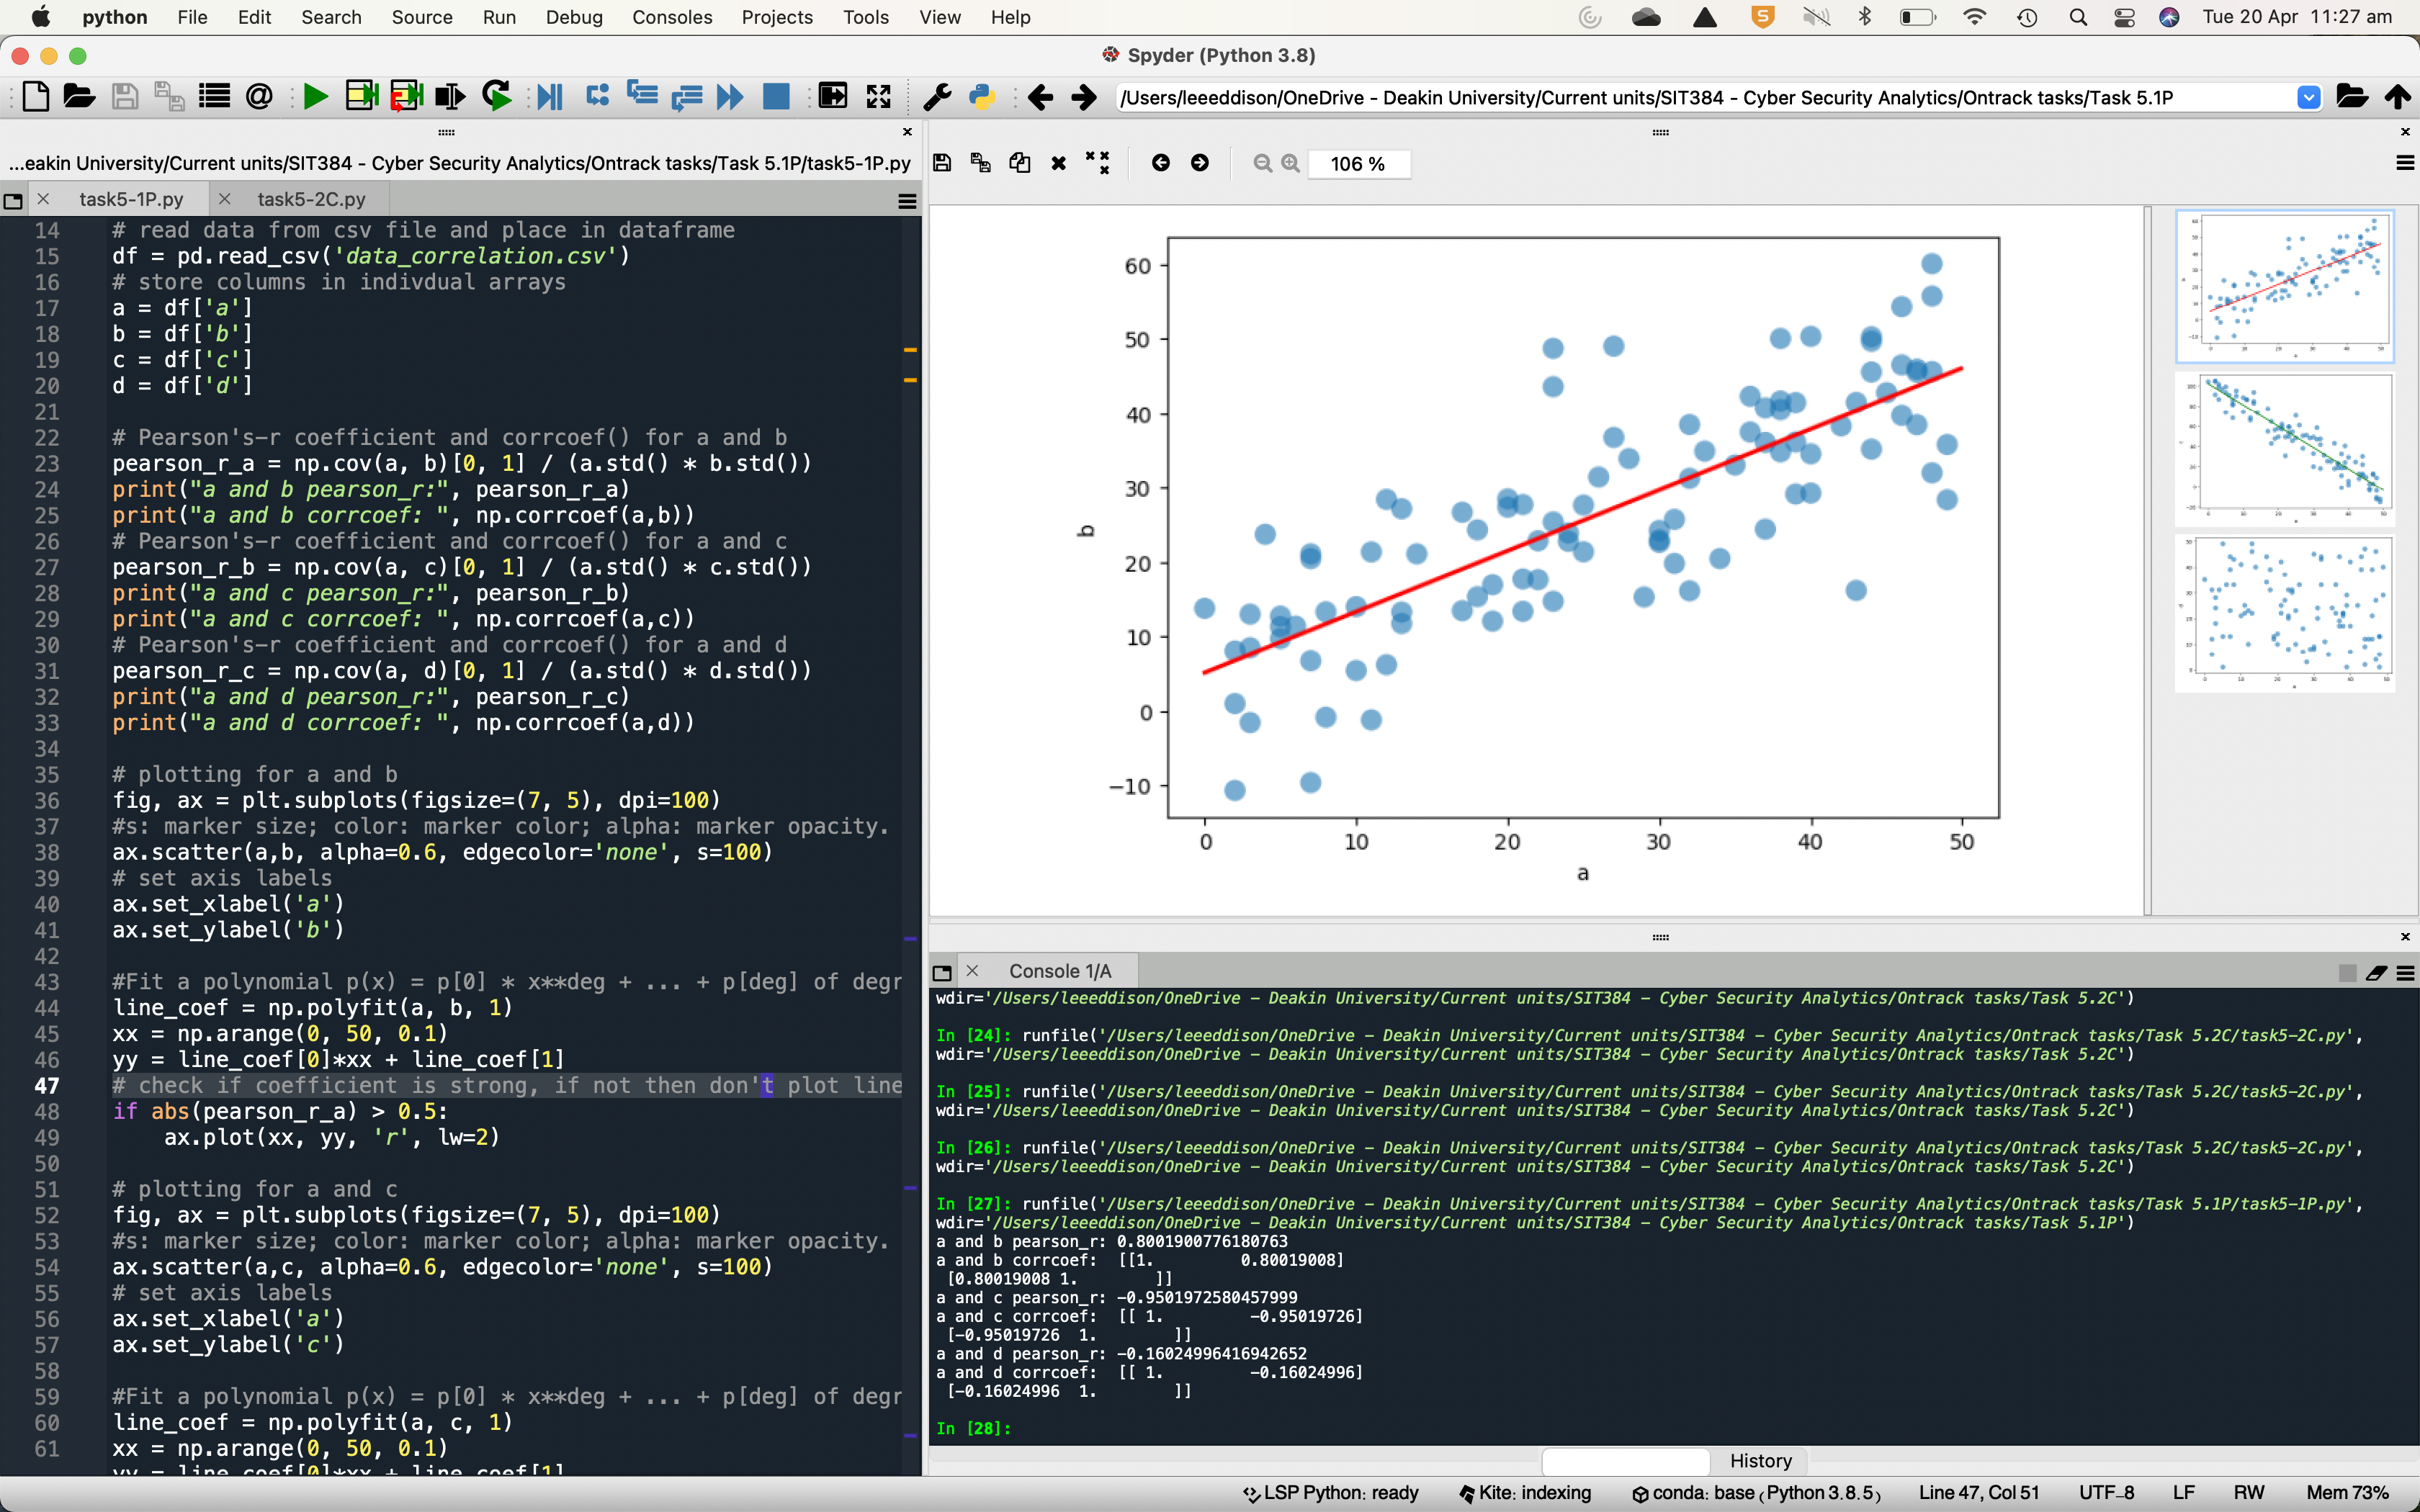 python File Edit Search Source Run Debug Consoles Projects Tools View Help Tue 20 Apr 11:27 am
Spyder (Python 3.8)
/Users/leeeddison/OneDrive - Deakin University/Current units/SIT384 - Cyber Security Analytics/Ontrack tasks/Task 5.1P
...eakin University/Current units/SIT384 - Cyber Security Analytics/Ontrack tasks/Task 5.1P/task5-1P.py
task5-1P.py task5-2C.py
14 # read data from csv file and place in dataframe
15 df = pd.read_csv('data_correlation.csv')
16 # store columns in indivdual arrays
17 a = df['a']
18 b = df['b']
19 c = df['c']
20 d = df['d']
21
22 # Pearson's-r coefficient and corrcoef() for a and b
23 pearson_r_a = np.cov(a, b)[0, 1] / (a.std() * b.std())
24 print("a and b pearson_r:", pearson_r_a)
25 print("a and b corrcoef: ", np.corrcoef(a,b))
26 # Pearson's-r coefficient and corrcoef() for a and c
27 pearson_r_b = np.cov(a, c)[0, 1] / (a.std() * c.std())
28 print("a and c pearson_r:", pearson_r_b)
29 print("a and c corrcoef: ", np.corrcoef(a,c))
30 # Pearson's-r coefficient and corrcoef() for a and d
31 pearson_r_c = np.cov(a, d)[0, 1] / (a.std() * d.std())
32 print("a and d pearson_r:", pearson_r_c)
33 print("a and d corrcoef: ", np.corrcoef(a,d))
34
35 # plotting for a and b
36 fig, ax = plt.subplots(figsize=(7, 5), dpi=100)
37 #s: marker size; color: marker color; alpha: marker opacity.
38 ax.scatter(a,b, alpha=0.6, edgecolor='none', s=100)
39 # set axis labels
40 ax.set_xlabel('a')
41 ax.set_ylabel('b')
42
43 #Fit a polynomial p(x) = p[0] * x**deg + ... + p[deg] of degr
44 line_coef = np.polyfit(a, b, 1)
45 xx = np.arange(0, 50, 0.1)
46 yy = line_coef[0]*xx + line_coef[1]
47 # check if coefficient is strong, if not then don't plot line
48 if abs(pearson_r_a) > 0.5:
49 ax.plot(xx, yy, 'r', lw=2)
50
51 # plotting for a and c
52 fig, ax = plt.subplots(figsize=(7, 5), dpi=100)
53 #s: marker size; color: marker color; alpha: marker opacity.
54 ax.scatter(a,c, alpha=0.6, edgecolor='none', s=100)
55 # set axis labels
56 ax.set_xlabel('a')
57 ax.set_ylabel('c')
58
59 #Fit a polynomial p(x) = p[0] * x**deg + ... + p[deg] of degr
60 line_coef = np.polyfit(a, c, 1)
61 xx = np.arange(0, 50, 0.1)
yy = line_coef[0]*xx + line_coef[1]
106 %
60
50
40
30
20
10
0
−10
b
0 10 20 30 40 50
a
Console 1/A
wdir='/Users/leeeddison/OneDrive - Deakin University/Current units/SIT384 - Cyber Security Analytics/Ontrack tasks/Task 5.2C')
In [24]: runfile('/Users/leeeddison/OneDrive - Deakin University/Current units/SIT384 - Cyber Security Analytics/Ontrack tasks/Task 5.2C/task5-2C.py',
wdir='/Users/leeeddison/OneDrive - Deakin University/Current units/SIT384 - Cyber Security Analytics/Ontrack tasks/Task 5.2C')
In [25]: runfile('/Users/leeeddison/OneDrive - Deakin University/Current units/SIT384 - Cyber Security Analytics/Ontrack tasks/Task 5.2C/task5-2C.py',
wdir='/Users/leeeddison/OneDrive - Deakin University/Current units/SIT384 - Cyber Security Analytics/Ontrack tasks/Task 5.2C')
In [26]: runfile('/Users/leeeddison/OneDrive - Deakin University/Current units/SIT384 - Cyber Security Analytics/Ontrack tasks/Task 5.2C/task5-2C.py',
wdir='/Users/leeeddison/OneDrive - Deakin University/Current units/SIT384 - Cyber Security Analytics/Ontrack tasks/Task 5.2C')
In [27]: runfile('/Users/leeeddison/OneDrive - Deakin University/Current units/SIT384 - Cyber Security Analytics/Ontrack tasks/Task 5.1P/task5-1P.py',
wdir='/Users/leeeddison/OneDrive - Deakin University/Current units/SIT384 - Cyber Security Analytics/Ontrack tasks/Task 5.1P')
a and b pearson_r: 0.8001900776180763
a and b corrcoef: [[1. 0.80019008]
[0.80019008 1. ]]
a and c pearson_r: -0.9501972580457999
a and c corrcoef: [[ 1. -0.95019726]
[-0.95019726 1. ]]
a and d pearson_r: -0.16024996416942652
a and d corrcoef: [[ 1. -0.16024996]
[-0.16024996 1. ]]
In [28]:
History
LSP Python: ready Kite: indexing conda: base (Python 3.8.5) Line 47, Col 51 UTF-8 LF RW Mem 73%